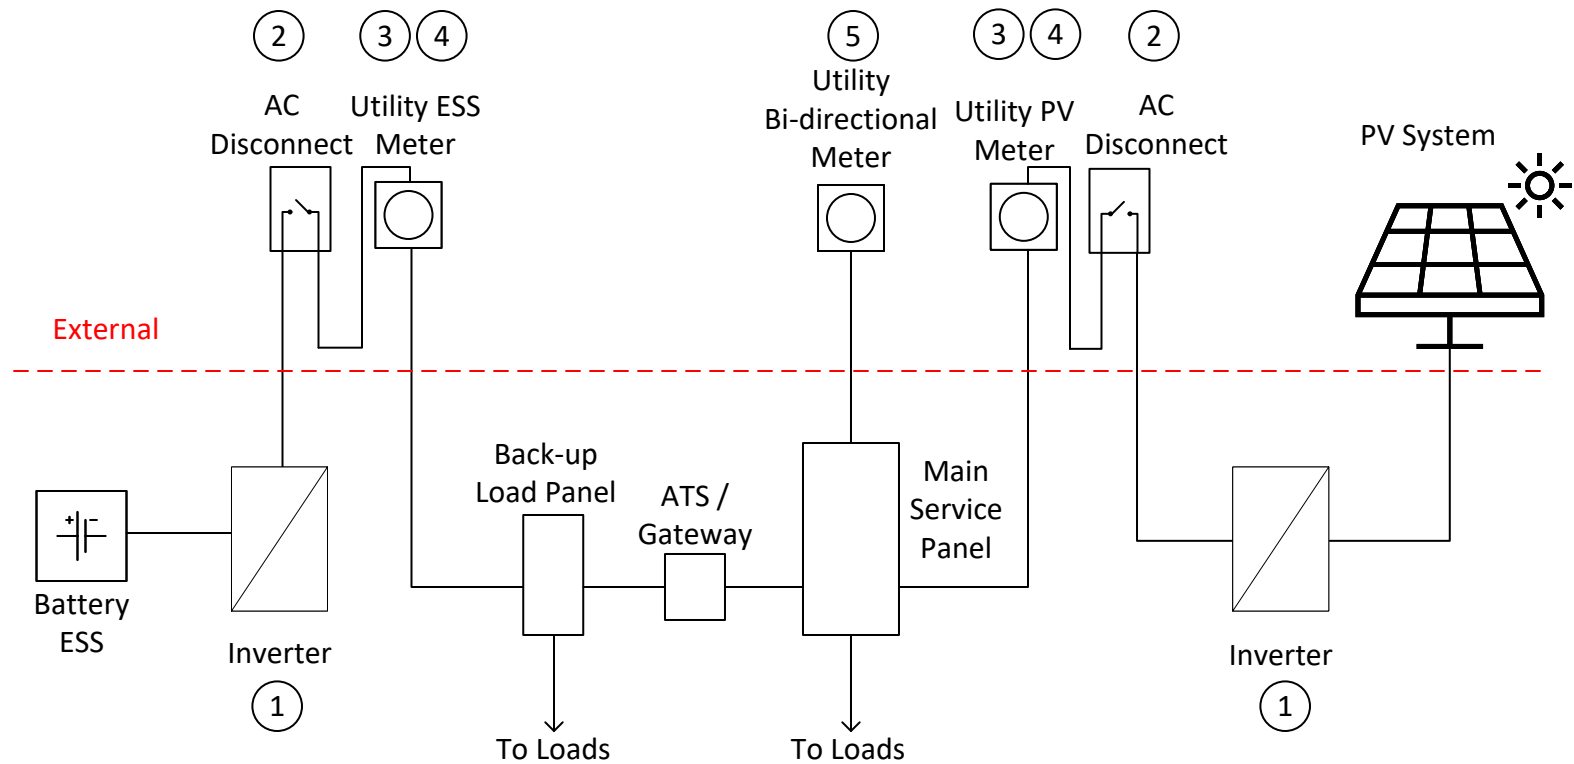 2
3
4
5
3
4
2
AC
Disconnect
Utility ESS
Meter
Utility
Bi-directional
Meter
Utility PV
Meter
AC
Disconnect
PV System
External
Back-up
Load Panel
ATS /
Gateway
Main
Service
Panel
+ -
Battery
ESS
Inverter
1
Inverter
1
To Loads
To Loads